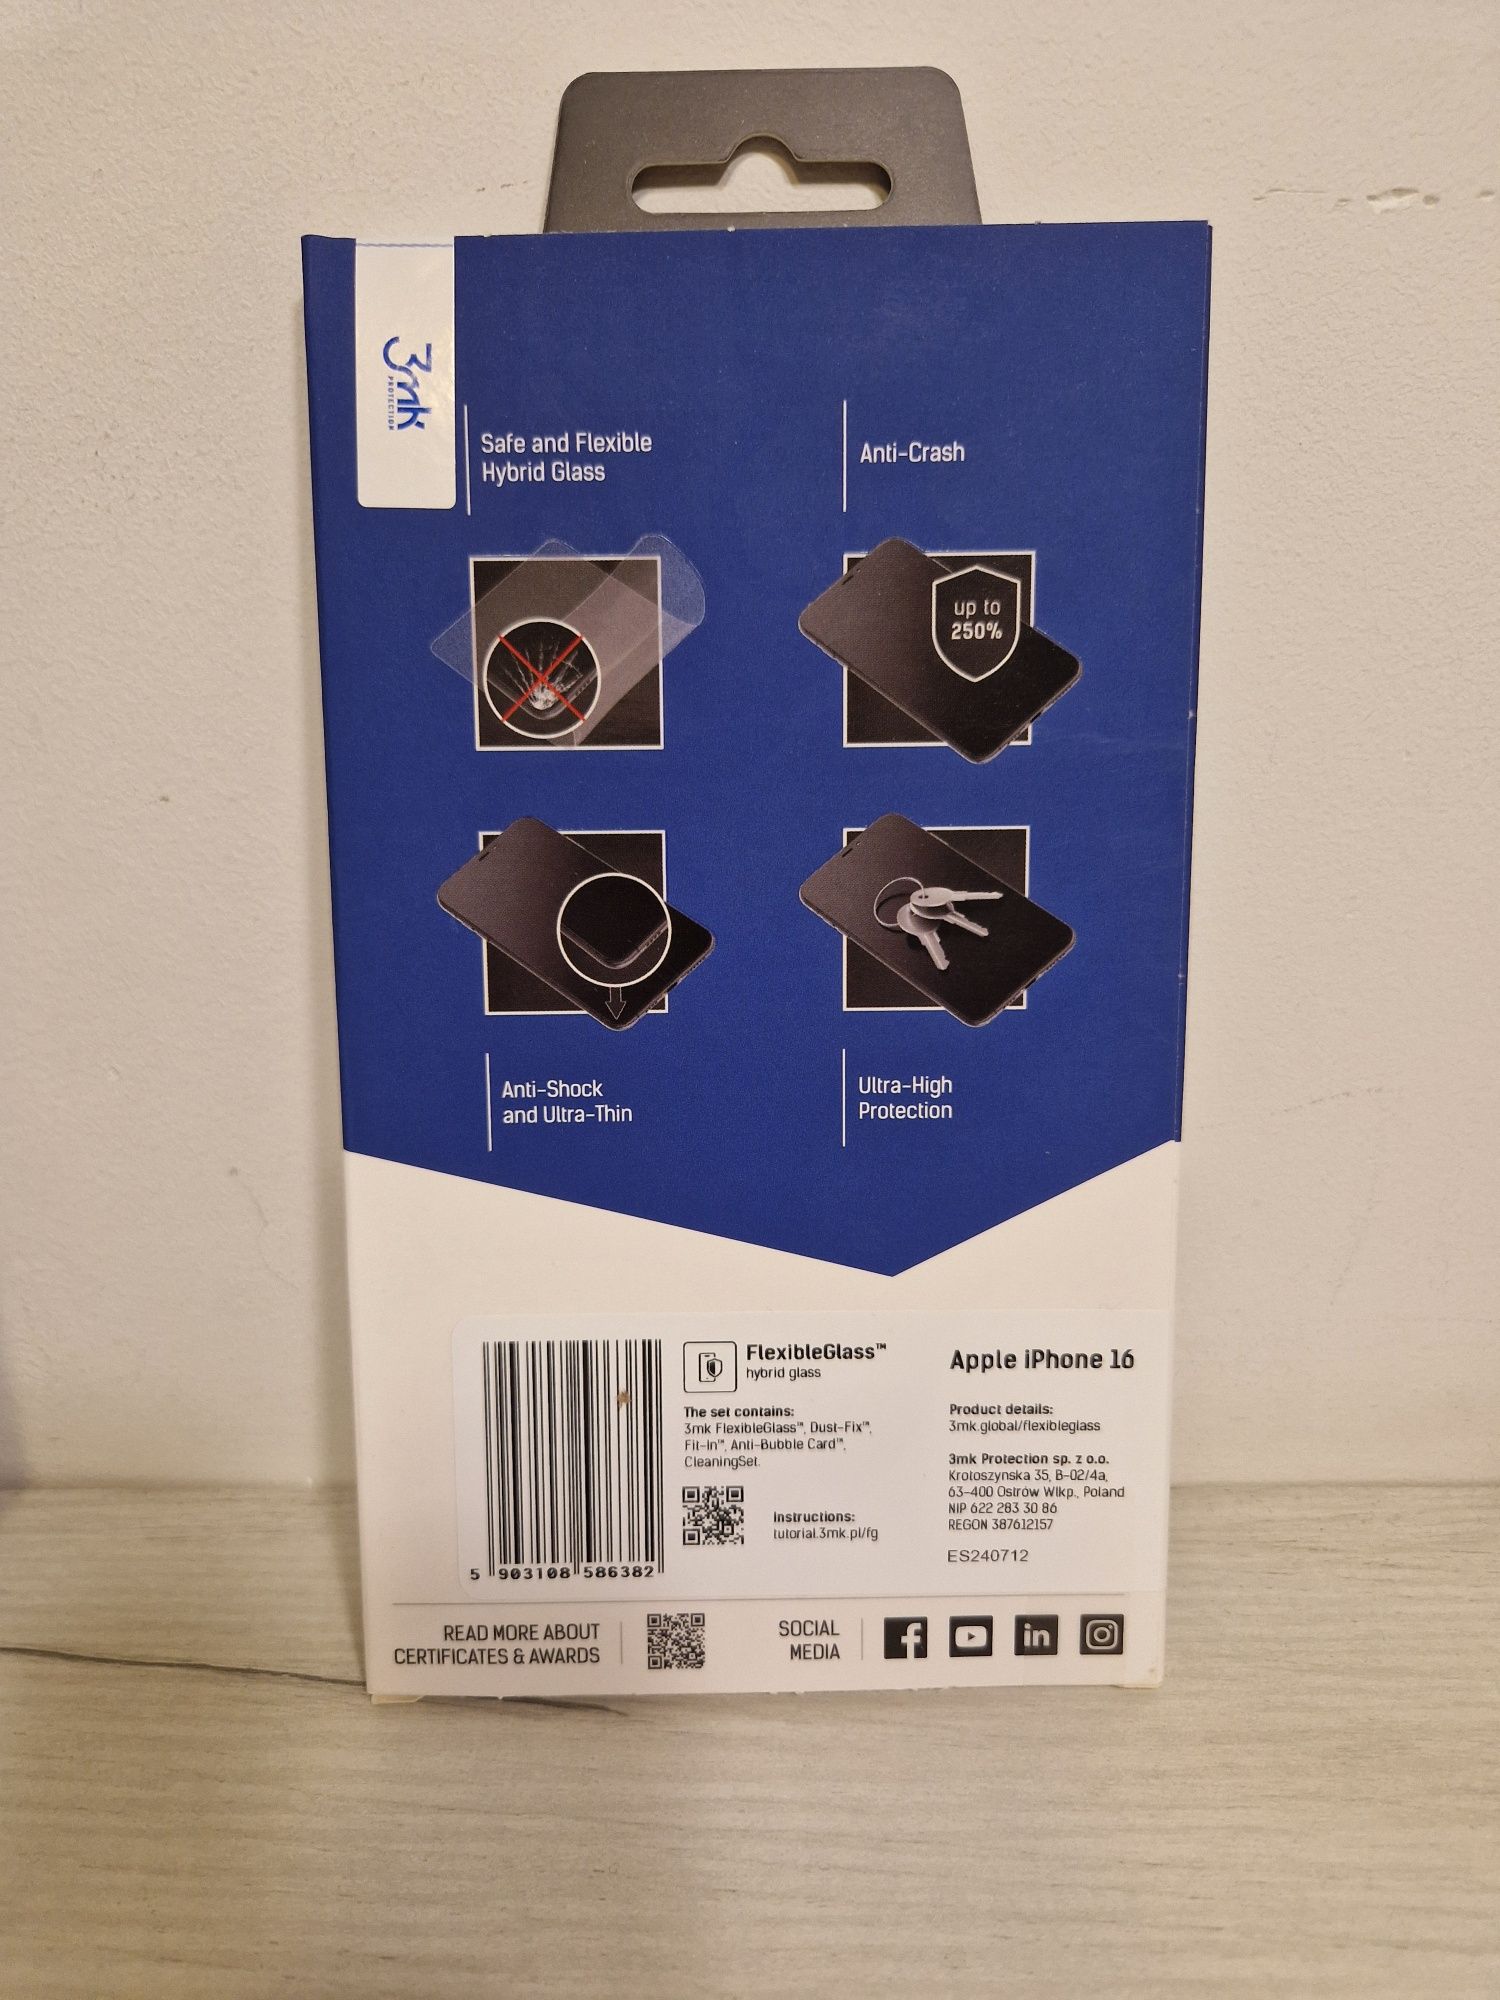 3mk
PROTECTION
Safe and Flexible
Hybrid Glass
Anti-Crash
up to
250%
Anti-Shock
and Ultra-Thin
Ultra-High
Protection
FlexibleGlass™
hybrid glass
The set contains:
3mk FlexibleGlass™, Dust-Fix™,
Fit-In™, Anti-Bubble Card™,
CleaningSet.
Instructions:
tutorial.3mk.pl/fg
5 903108 586382
Apple iPhone 16
Product details:
3mk.global/flexibleglass
3mk Protection sp. z o.o.
Krotoszynska 35, B-02/4a,
63-400 Ostrów Wlkp., Poland
NIP 622 283 30 86
REGON 387612157
ES240712
READ MORE ABOUT
CERTIFICATES & AWARDS
SOCIAL
MEDIA